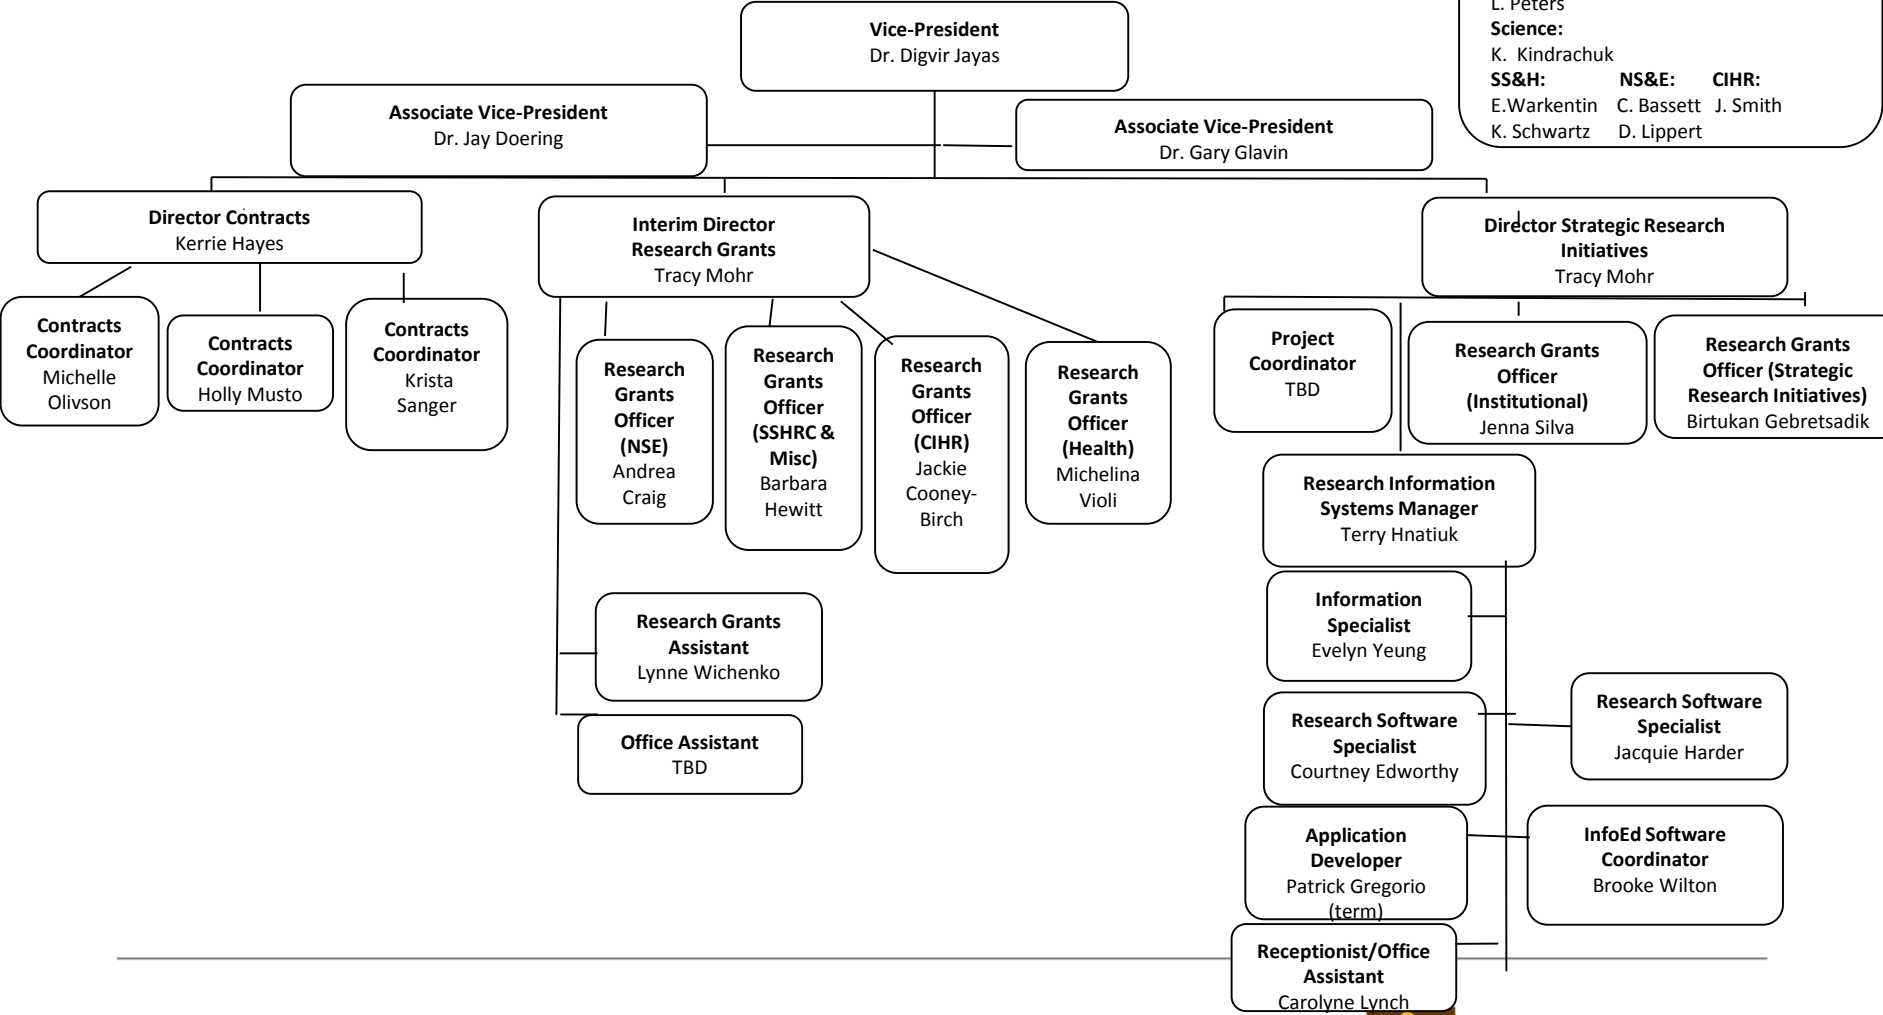 Vice-President
Dr. Digvir Jayas
L. Peters
Science:
K. Kindrachuk
SS&H: NS&E: CIHR:
E.Warkentin C. Bassett J. Smith
K. Schwartz D. Lippert
Associate Vice-President
Dr. Jay Doering
Associate Vice-President
Dr. Gary Glavin
Director Contracts
Kerrie Hayes
Interim Director
Research Grants
Tracy Mohr
Director Strategic Research
Initiatives
Tracy Mohr
Contracts
Coordinator
Michelle
Olivson
Contracts
Coordinator
Holly Musto
Contracts
Coordinator
Krista
Sanger
Research
Grants
Officer
(NSE)
Andrea
Craig
Research
Grants
Officer
(SSHRC &
Misc)
Barbara
Hewitt
Research
Grants
Officer
(CIHR)
Jackie
Cooney-
Birch
Research
Grants
Officer
(Health)
Michelina
Violi
Project
Coordinator
TBD
Research Grants
Officer
(Institutional)
Jenna Silva
Research Grants
Officer (Strategic
Research Initiatives)
Birtukan Gebretsadik
Research Information
Systems Manager
Terry Hnatiuk
Research Grants
Assistant
Lynne Wichenko
Office Assistant
TBD
Information
Specialist
Evelyn Yeung
Research Software
Specialist
Courtney Edworthy
Research Software
Specialist
Jacquie Harder
Application
Developer
Patrick Gregorio
(term)
InfoEd Software
Coordinator
Brooke Wilton
Receptionist/Office
Assistant
Carolyne Lynch